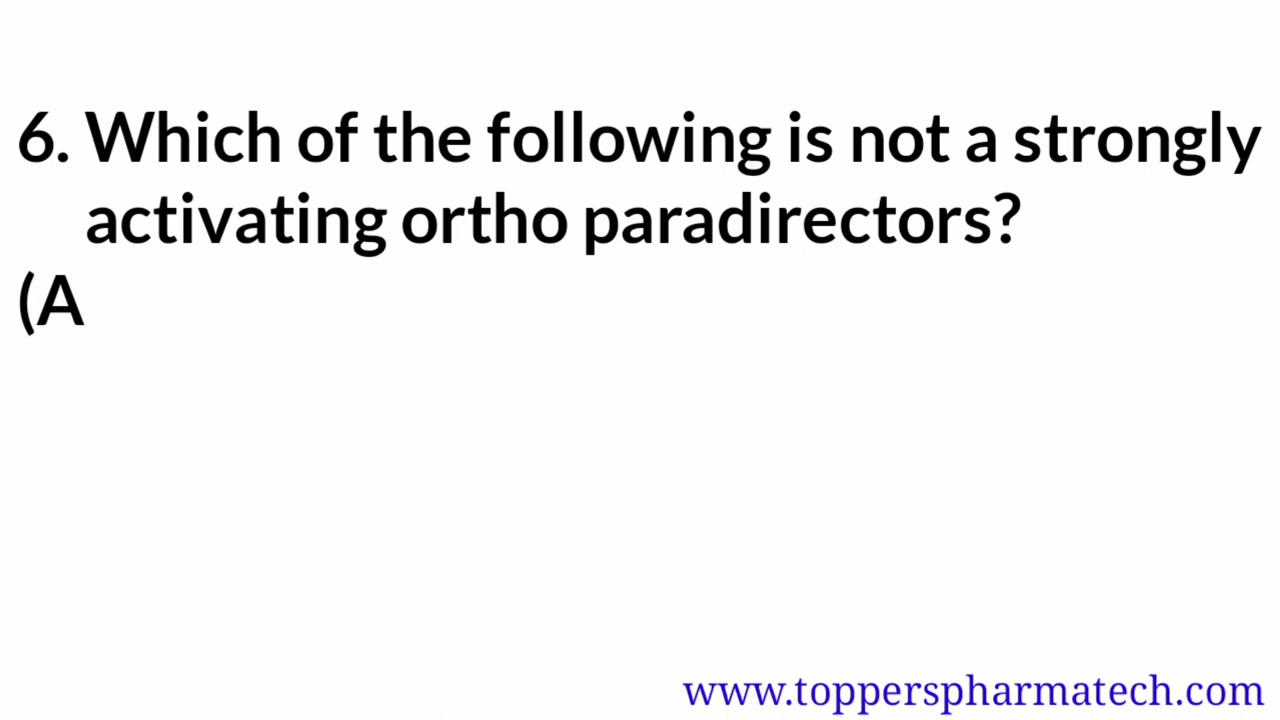 6. Which of the following is not a strongly
activating ortho paradirectors?
(A
www.topperspharmatech.com